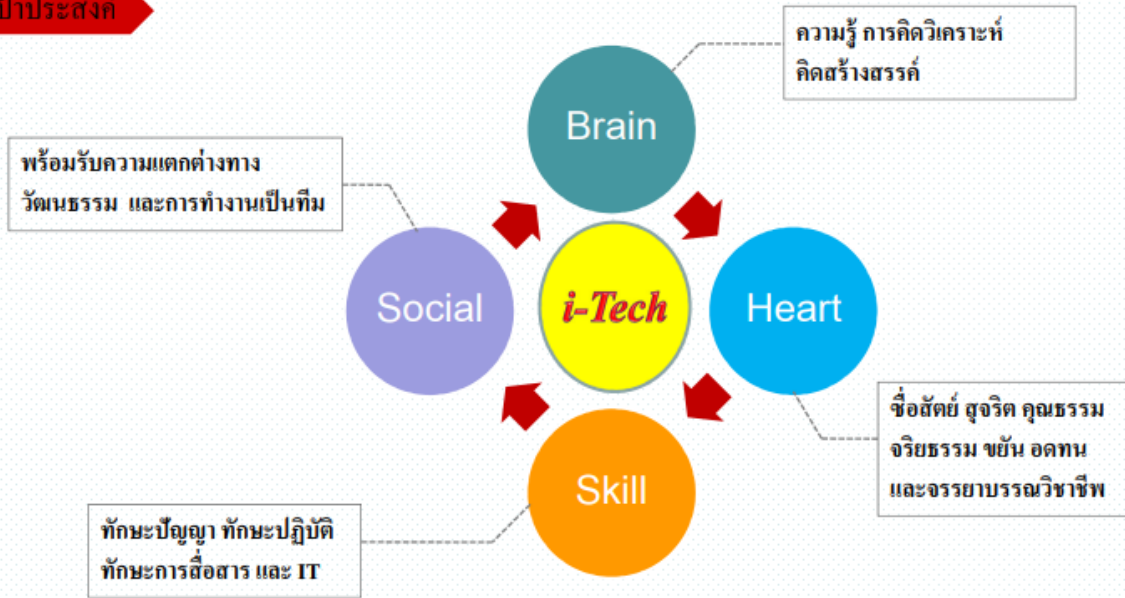 ความรู้ การคิดวิเคราะห์
คิดสร้างสรรค์
Brain
พร้อมรับความแตกต่างทาง
วัฒนธรรม และการทำงานเป็นทีม
Social
i-Tech
Heart
ซื่อสัตย์ สุจริต คุณธรรม
จริยธรรม ขยัน อดทน
และจรรยาบรรณวิชาชีพ
Skill
ทักษะปัญญา ทักษะปฏิบัติ
ทักษะการสื่อสาร และ IT